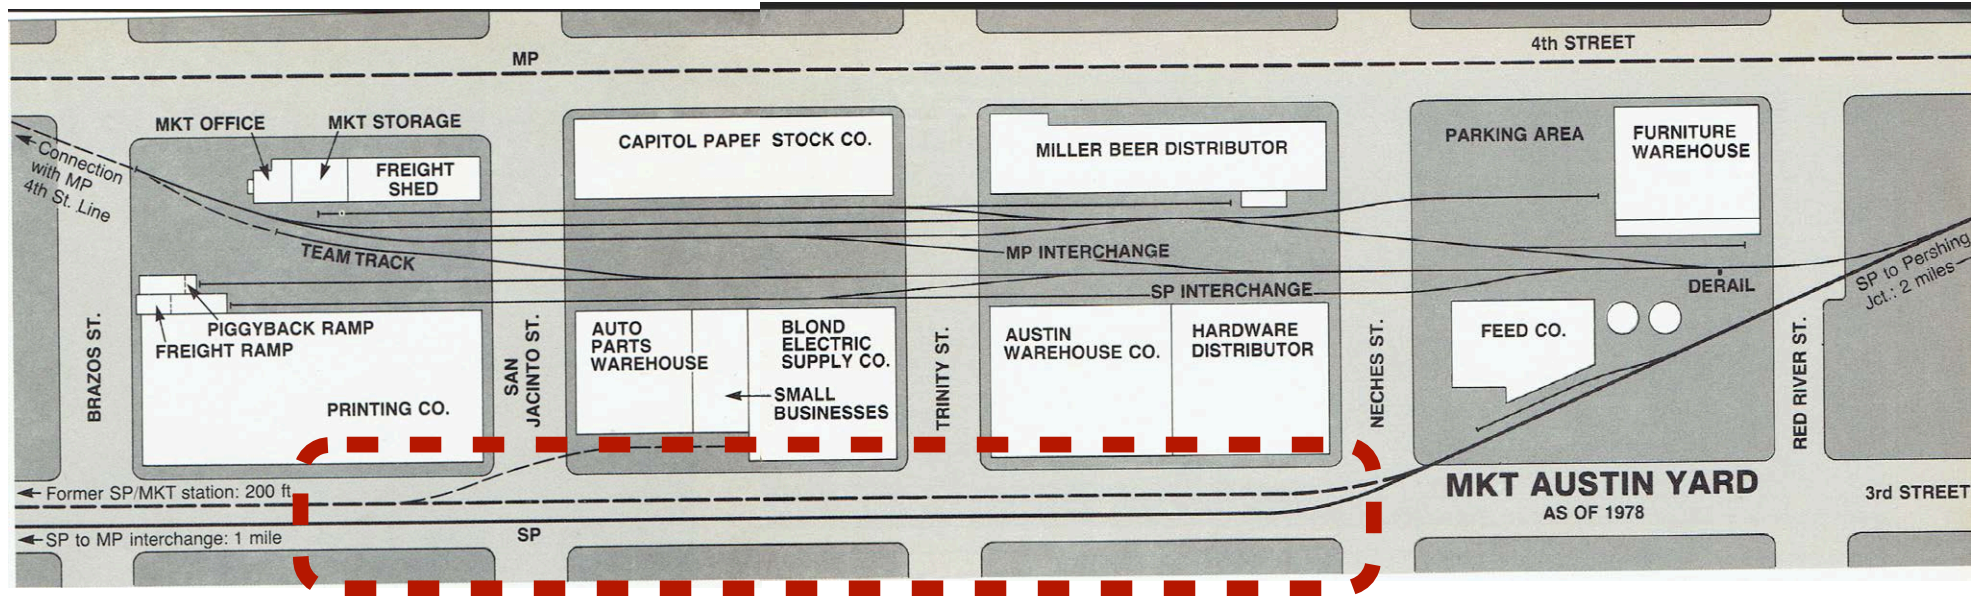 4th STREET
MP
MKT OFFICE
MKT STORAGE
FREIGHT
SHED
CAPITOL PAPER STOCK CO.
MILLER BEER DISTRIBUTOR
PARKING AREA
FURNITURE
WAREHOUSE
Connection
with MP
4th St. Line
TEAM TRACK
MP INTERCHANGE
SP INTERCHANGE
DERAIL
SP to Pershing
Jct.: 2 miles
PIGGYBACK RAMP
FREIGHT RAMP
PRINTING CO.
AUTO
PARTS
WAREHOUSE
BLOND
ELECTRIC
SUPPLY CO.
SMALL
BUSINESSES
AUSTIN
WAREHOUSE CO.
HARDWARE
DISTRIBUTOR
FEED CO.
BRAZOS ST.
SAN
JACINTO ST.
TRINITY ST.
NECHES ST.
RED RIVER ST.
Former SP/MKT station: 200 ft.
MKT AUSTIN YARD
AS OF 1978
3rd STREET
SP
SP to MP interchange: 1 mile